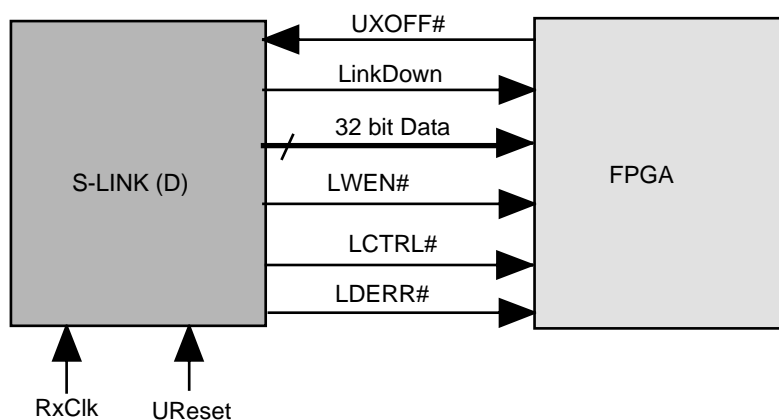 UXOFF#
LinkDown
32 bit Data
S-LINK (D)
FPGA
LWEN#
LCTRL#
LDERR#
RxClk
UReset